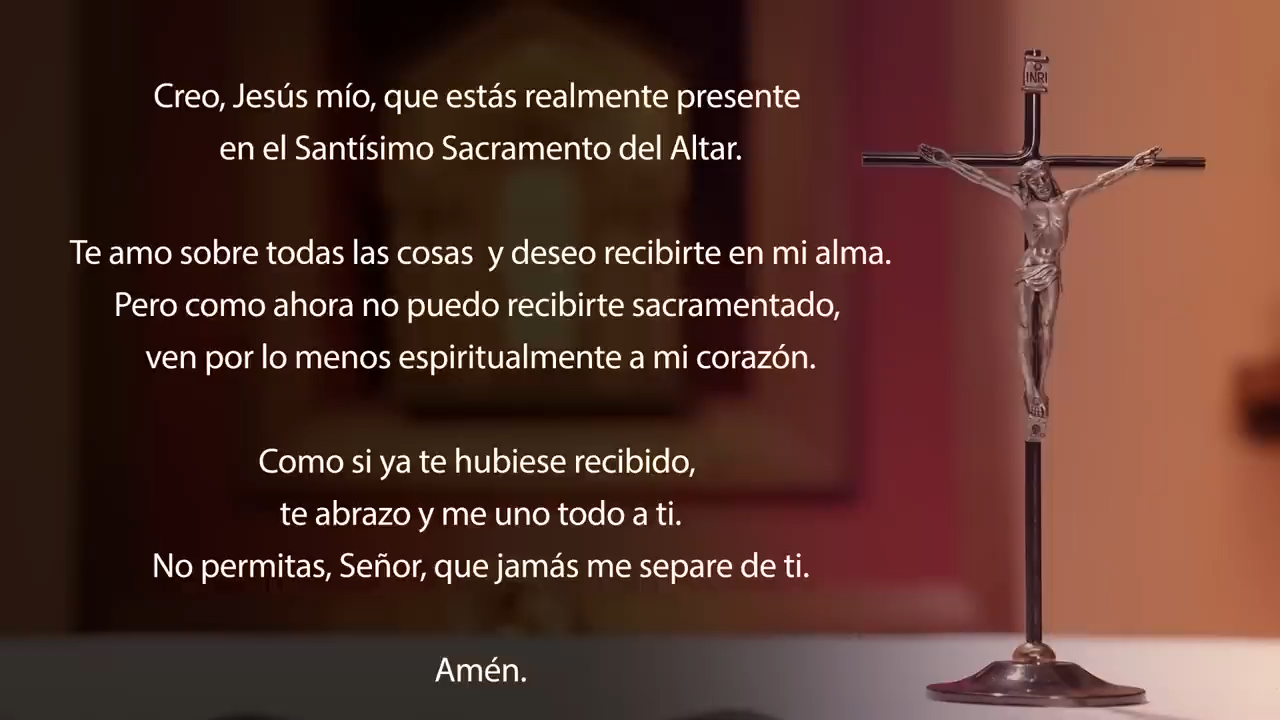 INRI
Creo, Jesús mío, que estás realmente presente
en el Santísimo Sacramento del Altar.
Te amo sobre todas las cosas  y deseo recibirte en mi alma.
Pero como ahora no puedo recibirte sacramentado,
ven por lo menos espiritualmente a mi corazón.
Como si ya te hubiese recibido,
te abrazo y me uno todo a ti.
No permitas, Señor, que jamás me separe de ti.
Amén.